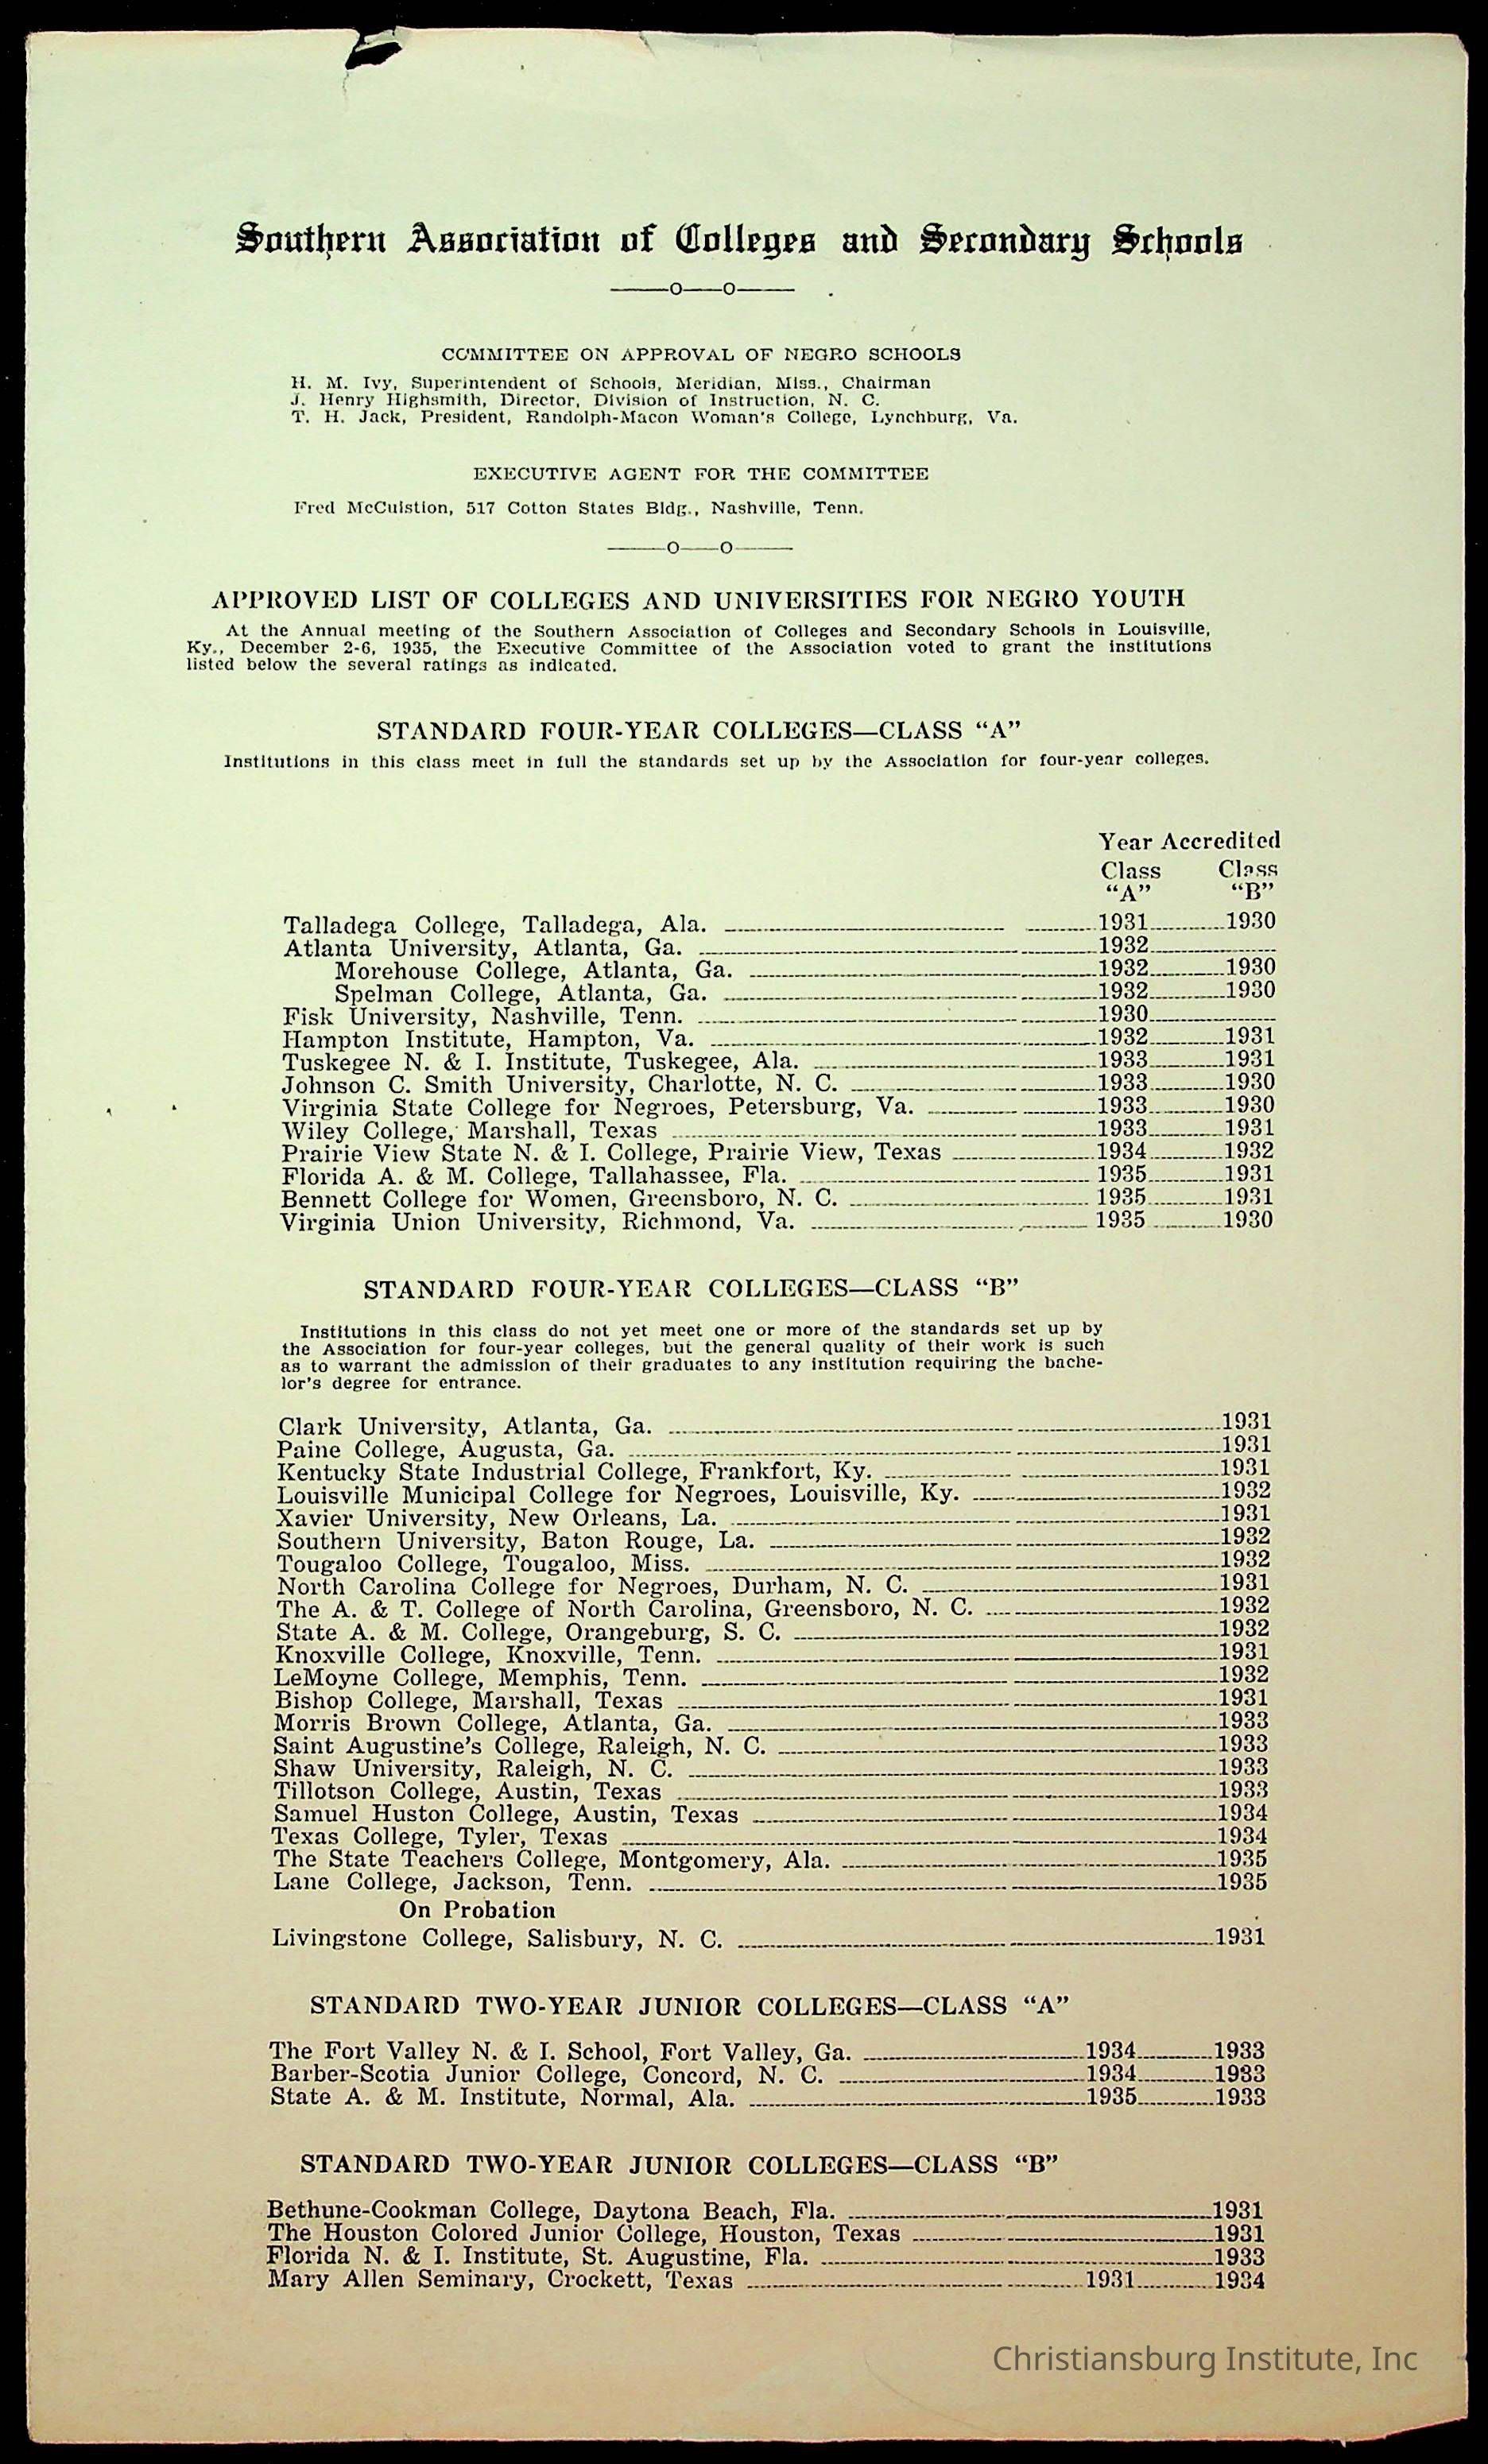 Southern Association of Colleges and Secondary Schools
COMMITTEE ON APPROVAL OF NEGRO SCHOOLS
H. M. Ivy, Superintendent of Schools, Meridian, Miss., Chairman
J. Henry Highsmith, Director, Division of Instruction, N. C.
T. H. Jack, President, Randolph-Macon Woman's College, Lynchburg, Va.
EXECUTIVE AGENT FOR THE COMMITTEE
Fred McCuistion, 517 Cotton States Bldg., Nashville, Tenn.
APPROVED LIST OF COLLEGES AND UNIVERSITIES FOR NEGRO YOUTH
At the Annual meeting of the Southern Association of Colleges and Secondary Schools in Louisville,
Ky., December 2-6, 1935, the Executive Committee of the Association voted to grant the institutions
listed below the several ratings as indicated.
STANDARD FOUR-YEAR COLLEGES—CLASS “A”
Institutions in this class meet in full the standards set up by the Association for four-year colleges.
Year Accredited
Class Class
“A” “B”
Talladega College, Talladega, Ala. 1931 1930
Atlanta University, Atlanta, Ga. 1932
Morehouse College, Atlanta, Ga. 1932 1930
Spelman College, Atlanta, Ga. 1932 1930
Fisk University, Nashville, Tenn. 1930
Hampton Institute, Hampton, Va. 1932 1931
Tuskegee N. & I. Institute, Tuskegee, Ala. 1933 1931
Johnson C. Smith University, Charlotte, N. C. 1933 1930
Virginia State College for Negroes, Petersburg, Va. 1933 1930
Wiley College, Marshall, Texas 1933 1931
Prairie View State N. & I. College, Prairie View, Texas 1934 1932
Florida A. & M. College, Tallahassee, Fla. 1935 1931
Bennett College for Women, Greensboro, N. C. 1935 1931
Virginia Union University, Richmond, Va. 1935 1930
STANDARD FOUR-YEAR COLLEGES—CLASS “B”
Institutions in this class do not yet meet one or more of the standards set up by
the Association for four-year colleges, but the general quality of their work is such
as to warrant the admission of their graduates to any institution requiring the bache-
lor's degree for entrance.
Clark University, Atlanta, Ga. 1931
Paine College, Augusta, Ga. 1931
Kentucky State Industrial College, Frankfort, Ky. 1931
Louisville Municipal College for Negroes, Louisville, Ky. 1932
Xavier University, New Orleans, La. 1931
Southern University, Baton Rouge, La. 1932
Tougaloo College, Tougaloo, Miss. 1932
North Carolina College for Negroes, Durham, N. C. 1931
The A. & T. College of North Carolina, Greensboro, N. C. 1932
State A. & M. College, Orangeburg, S. C. 1932
Knoxville College, Knoxville, Tenn. 1931
LeMoyne College, Memphis, Tenn. 1932
Bishop College, Marshall, Texas 1931
Morris Brown College, Atlanta, Ga. 1933
Saint Augustine's College, Raleigh, N. C. 1933
Shaw University, Raleigh, N. C. 1933
Tillotson College, Austin, Texas 1933
Samuel Huston College, Austin, Texas 1934
Texas College, Tyler, Texas 1934
The State Teachers College, Montgomery, Ala. 1935
Lane College, Jackson, Tenn. 1935
On Probation
Livingstone College, Salisbury, N. C. 1931
STANDARD TWO-YEAR JUNIOR COLLEGES—CLASS “A”
The Fort Valley N. & I. School, Fort Valley, Ga. 1934 1933
Barber-Scotia Junior College, Concord, N. C. 1934 1933
State A. & M. Institute, Normal, Ala. 1935 1933
STANDARD TWO-YEAR JUNIOR COLLEGES—CLASS “B”
Bethune-Cookman College, Daytona Beach, Fla. 1931
The Houston Colored Junior College, Houston, Texas 1931
Florida N. & I. Institute, St. Augustine, Fla. 1933
Mary Allen Seminary, Crockett, Texas 1931 1934
Christiansburg Institute, Inc